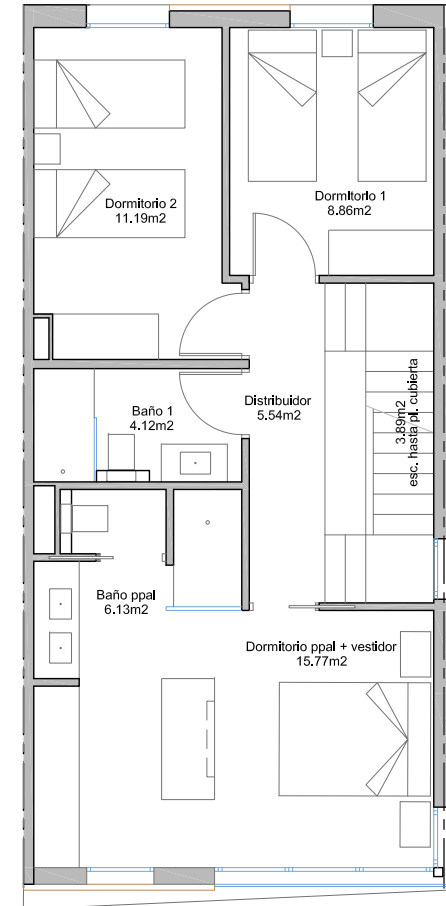 Dormitorio 2
11.19m2
Dormitorio 1
8.86m2
Baño 1
4.12m2
Distribuidor
5.54m2
3.89m2
esc. hasta pl. cubierta
Baño ppal
6.13m2
Dormitorio ppal + vestidor
15.77m2